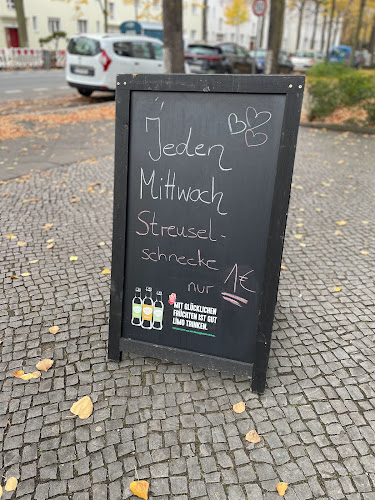 Jeden
Mittwoch
Streusel-
schnecke
nur 1€
MIT GLÜCKLICHEN
FRÜCHTEN IST GUT
LIMO TRINKEN.